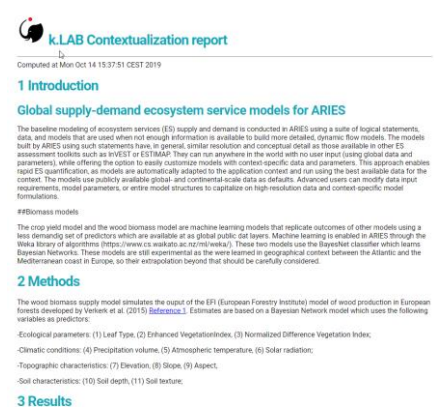 k.LAB Contextualization report
Computed at Mon Oct 14 15:37:51 CEST 2019
1 Introduction
Global supply-demand ecosystem service models for ARIES
The baseline modeling of ecosystem services (ES) supply and demand is conducted in ARIES using a suite of logical statements,
data, and models that are used when not enough information is available to build more detailed, dynamic flow models. The models
built by ARIES using such statements have, in general, similar resolution and conceptual detail as those available in other ES
assessment toolkits such as InVEST or ESTIMAP. They can run anywhere in the world with no user input (using global data and
parameters), while offering the option to easily customize models with context-specific data and parameters. This approach enables
rapid ES quantification, as models are automatically adapted to the application context and run using the best available data for the
context. The models use publicly available global- and continental-scale data as defaults. Advanced users can modify data input
requirements, model parameters, or entire model structures to capitalize on high-resolution data and context-specific model
formulations.
##Biomass models
The crop yield model and the wood biomass model are machine learning models that replicate outcomes of other models using a
less demandig set of predictors which are available at as global public dat layers. Machine learning is enabled in ARIES through the
Weka library of algorithms (https://www.cs.waikato.ac.nz/ml/weka/). These two models use the BayesNet classifier which learns
Bayesian Networks. These models are still experimental as the were learned in geographical context between the Atlantic and the
Mediterranean coast in Europe, so their extrapolation beyond that should be carefully considered.
2 Methods
The wood biomass supply model simulates the ouput of the EFI (European Forestry Institute) model of wood production in European
forests developed by Verkerk et al. (2015) Reference 1. Estimates are based on a Bayesian Network model which uses the following
variables as predictors:
-Ecological parameters: (1) Leaf Type, (2) Enhanced VegetationIndex, (3) Normalized Difference Vegetation Index;
-Climatic conditions: (4) Precipitation volume, (5) Atmospheric temperature, (6) Solar radiation;
-Topographic characteristics: (7) Elevation, (8) Slope, (9) Aspect,
-Soil characteristics: (10) Soil depth, (11) Soil texture;
3 Results